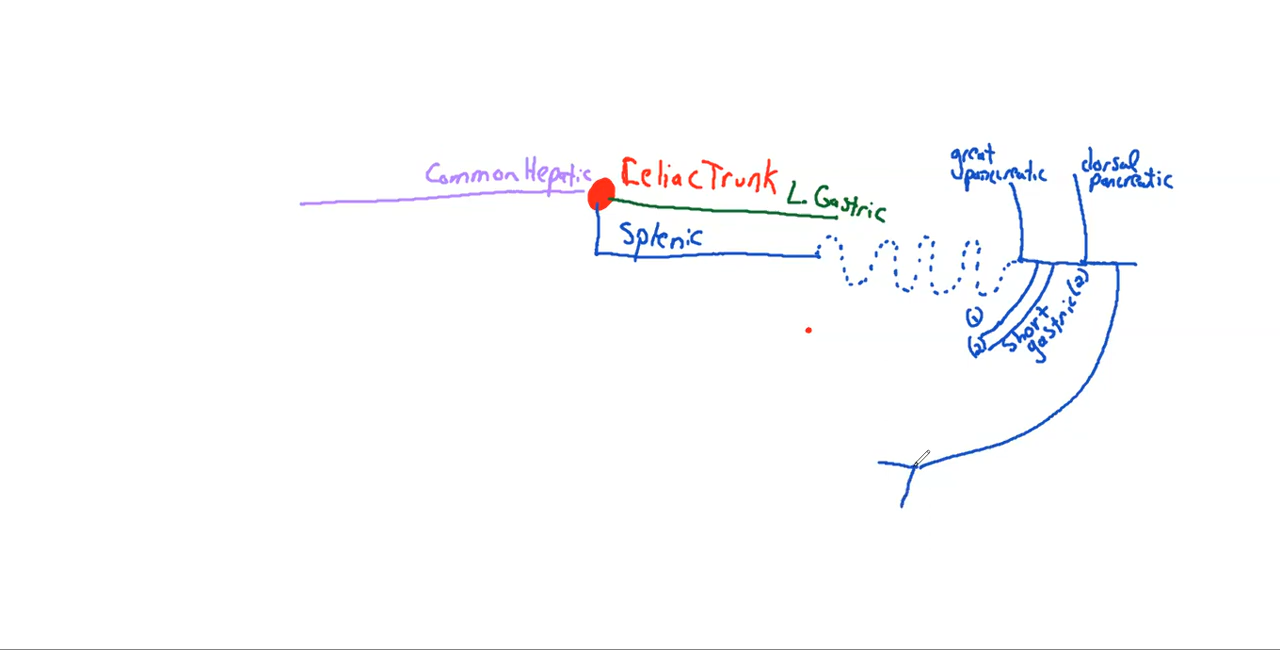 Common Hepatic
Celiac Trunk
L. Gastric
Splenic
great
pancreatic
dorsal
pancreatic
(1)
(2)
Short
gastric (2)